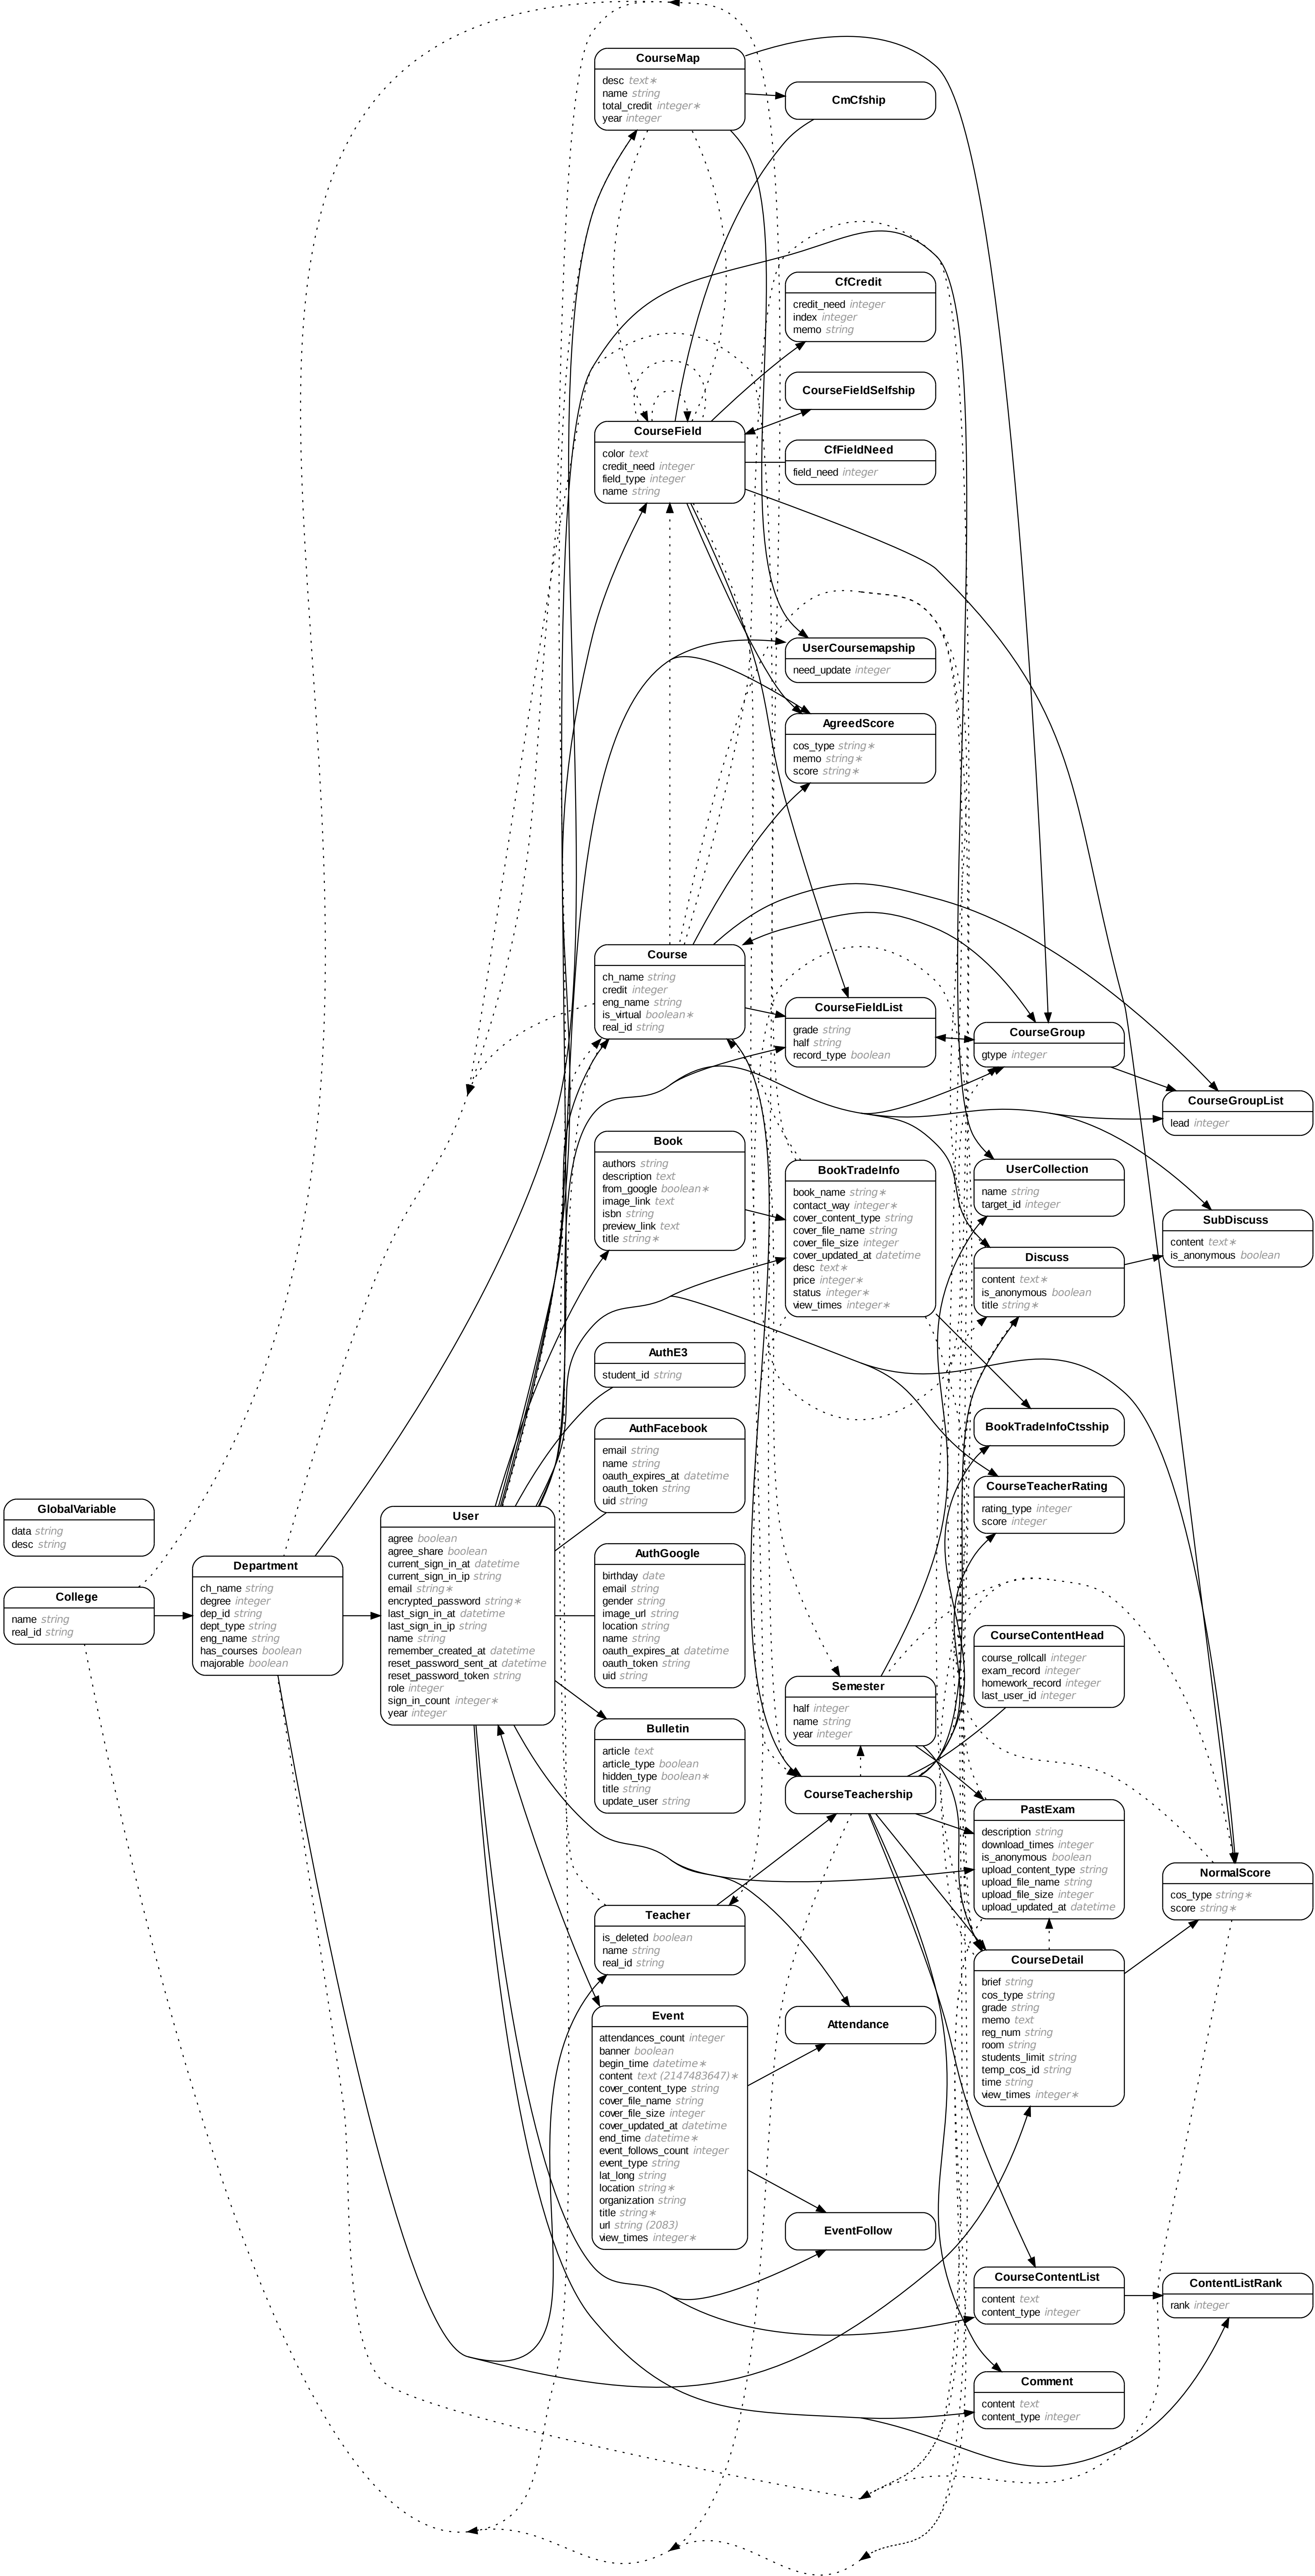 CourseMap
desc text∗
name string
total_credit integer∗
year integer
CmCfship
CfCredit
credit_need integer
index integer
memo string
CourseFieldSelfship
CourseField
color text
credit_need integer
field_type integer
name string
CfFieldNeed
field_need integer
UserCoursemapship
need_update integer
AgreedScore
cos_type string∗
memo string∗
score string∗
Course
ch_name string
credit integer
eng_name string
is_virtual boolean∗
real_id string
CourseFieldList
grade string
half string
record_type boolean
CourseGroup
gtype integer
CourseGroupList
lead integer
Book
authors string
description text
from_google boolean∗
image_link text
isbn string
preview_link text
title string∗
BookTradeInfo
book_name string∗
contact_way integer∗
cover_content_type string
cover_file_name string
cover_file_size integer
cover_updated_at datetime
desc text∗
price integer∗
status integer∗
view_times integer∗
UserCollection
name string
target_id integer
SubDiscuss
content text∗
is_anonymous boolean
Discuss
content text∗
is_anonymous boolean
title string∗
AuthE3
student_id string
BookTradeInfoCtsship
AuthFacebook
email string
name string
oauth_expires_at datetime
oauth_token string
uid string
CourseTeacherRating
rating_type integer
score integer
GlobalVariable
data string
desc string
College
name string
real_id string
Department
ch_name string
degree integer
dep_id string
dept_type string
eng_name string
has_courses boolean
majorable boolean
User
agree boolean
agree_share boolean
current_sign_in_at datetime
current_sign_in_ip string
email string∗
encrypted_password string∗
last_sign_in_at datetime
last_sign_in_ip string
name string
remember_created_at datetime
reset_password_sent_at datetime
reset_password_token string
role integer
sign_in_count integer∗
year integer
AuthGoogle
birthday date
email string
gender string
image_url string
location string
name string
oauth_expires_at datetime
oauth_token string
uid string
CourseContentHead
course_rollcall integer
exam_record integer
homework_record integer
last_user_id integer
Semester
half integer
name string
year integer
Bulletin
article text
article_type boolean
hidden_type boolean∗
title string
update_user string
CourseTeachership
PastExam
description string
download_times integer
is_anonymous boolean
upload_content_type string
upload_file_name string
upload_file_size integer
upload_updated_at datetime
NormalScore
cos_type string∗
score string∗
Teacher
is_deleted boolean
name string
real_id string
CourseDetail
brief string
cos_type string
grade string
memo text
reg_num string
room string
students_limit string
temp_cos_id string
time string
view_times integer∗
Event
attendances_count integer
banner boolean
begin_time datetime∗
content text (2147483647)∗
cover_content_type string
cover_file_name string
cover_file_size integer
cover_updated_at datetime
end_time datetime∗
event_follows_count integer
event_type string
lat_long string
location string∗
organization string
title string∗
url string (2083)
view_times integer∗
Attendance
EventFollow
CourseContentList
content text
content_type integer
ContentListRank
rank integer
Comment
content text
content_type integer